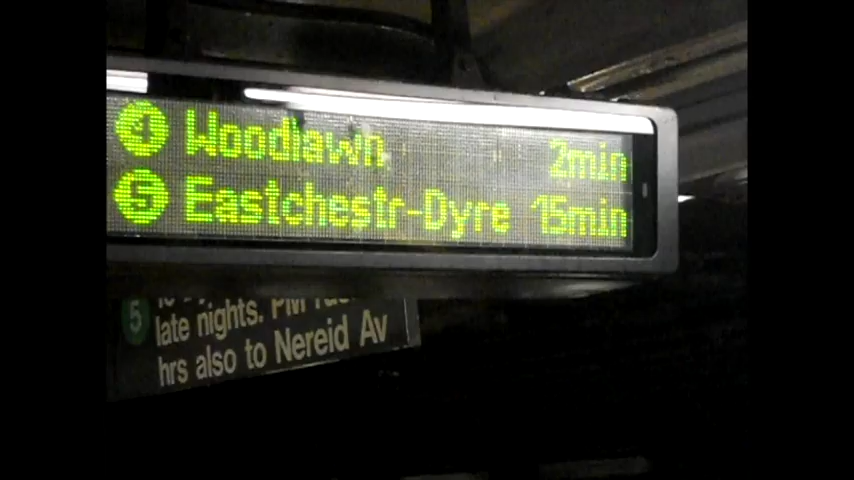 4 Woodlawn 2min
5 Eastchestr-Dyre 15min
5
late nights. PM
hrs also to Nereid Av